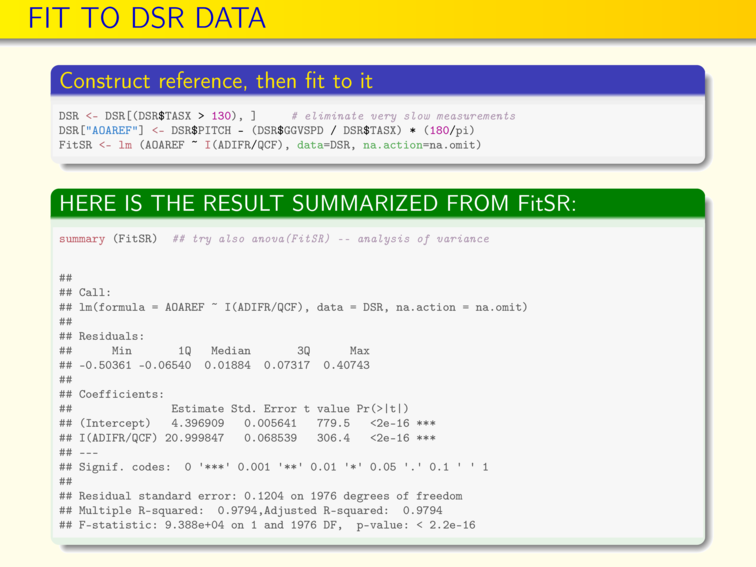 FIT TO DSR DATA
Construct reference, then fit to it
DSR <- DSR[(DSR$TASX > 130), ] # eliminate very slow measurements
DSR["AOAREF"] <- DSR$PITCH - (DSR$GGVSPD / DSR$TASX) * (180/pi)
FitSR <- lm (AOAREF ~ I(ADIFR/QCF), data=DSR, na.action=na.omit)
HERE IS THE RESULT SUMMARIZED FROM FitSR:
summary (FitSR) ## try also anova(FitSR) -- analysis of variance
##
## Call:
## lm(formula = AOAREF ~ I(ADIFR/QCF), data = DSR, na.action = na.omit)
##
## Residuals:
## Min 1Q Median 3Q Max
## -0.50361 -0.06540 0.01884 0.07317 0.40743
##
## Coefficients:
## Estimate Std. Error t value Pr(>|t|)
## (Intercept) 4.396909 0.005641 779.5 <2e-16 ***
## I(ADIFR/QCF) 20.999847 0.068539 306.4 <2e-16 ***
## ---
## Signif. codes: 0 '***' 0.001 '**' 0.01 '*' 0.05 '.' 0.1 ' ' 1
##
## Residual standard error: 0.1204 on 1976 degrees of freedom
## Multiple R-squared: 0.9794,Adjusted R-squared: 0.9794
## F-statistic: 9.388e+04 on 1 and 1976 DF, p-value: < 2.2e-16